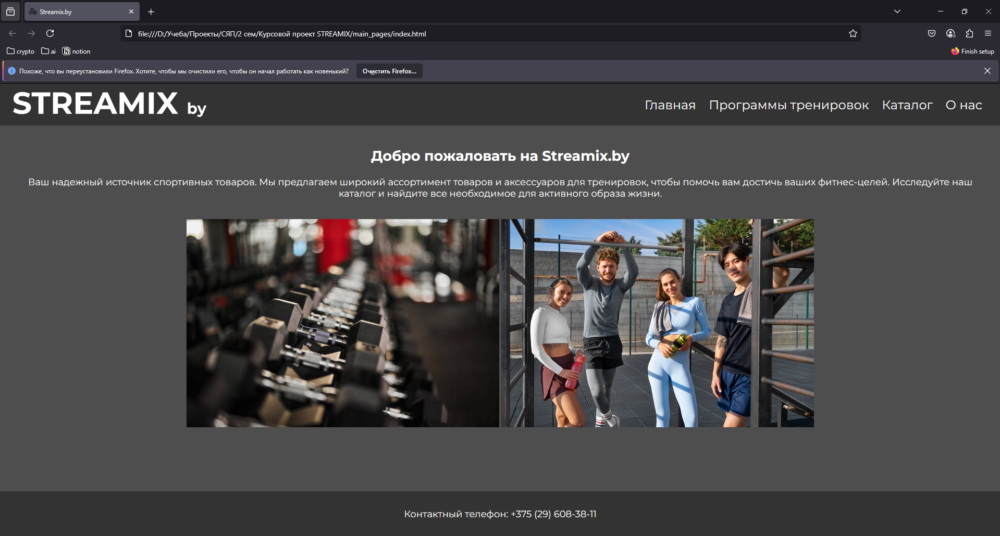 Streamix.by
file:///D:/Учеба/Проекты/СЯП/2 сем/Курсовой проект STREAMIX/main_pages/index.html
crypto ai notion Finish setup
Похоже, что вы переустановили Firefox. Хотите, чтобы мы очистили его, чтобы он начал работать как новенький? Очистить Firefox...
STREAMIX by Главная Программы тренировок Каталог О нас
Добро пожаловать на Streamix.by
Ваш надежный источник спортивных товаров. Мы предлагаем широкий ассортимент товаров и аксессуаров для тренировок, чтобы помочь вам достичь ваших фитнес-целей. Исследуйте наш
каталог и найдите все необходимое для активного образа жизни.
Контактный телефон: +375 (29) 608-38-11